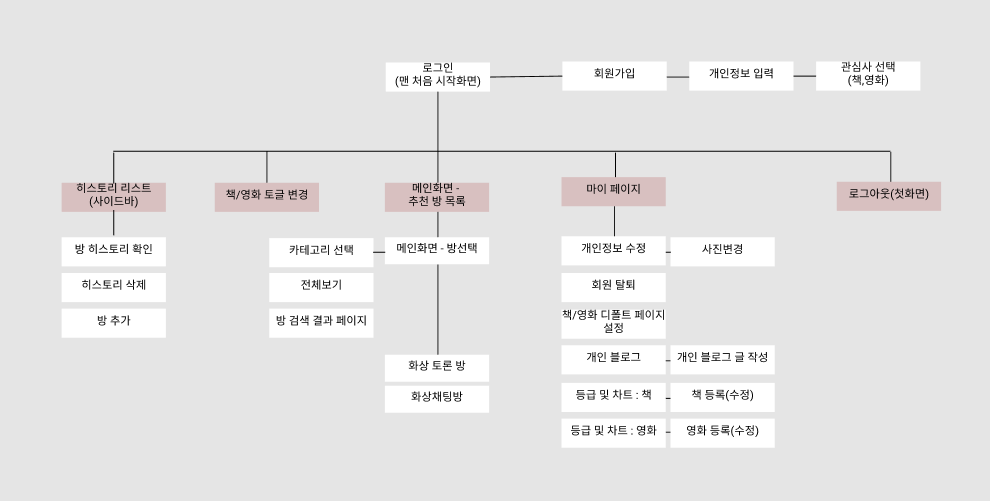 로그인
(맨 처음 시작화면)
회원가입
개인정보 입력
관심사 선택
(책,영화)
히스토리 리스트
(사이드바)
책/영화 토글 변경
메인화면 -
추천 방 목록
마이 페이지
로그아웃(첫화면)
방 히스토리 확인
히스토리 삭제
방 추가
카테고리 선택
전체보기
방 검색 결과 페이지
메인화면 - 방선택
화상 토론 방
화상채팅방
개인정보 수정
사진변경
회원 탈퇴
책/영화 디폴트 페이지
설정
개인 블로그
개인 블로그 글 작성
등급 및 차트 : 책
책 등록(수정)
등급 및 차트 : 영화
영화 등록(수정)